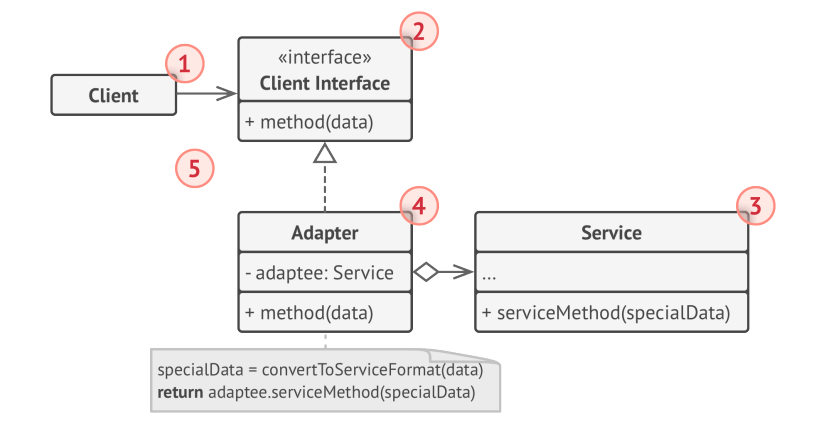 1
2
«interface»
Client Interface
Client
+ method(data)
5
4
3
Adapter
Service
- adaptee: Service
...
+ method(data)
+ serviceMethod(specialData)
specialData = convertToServiceFormat(data)
return adaptee.serviceMethod(specialData)